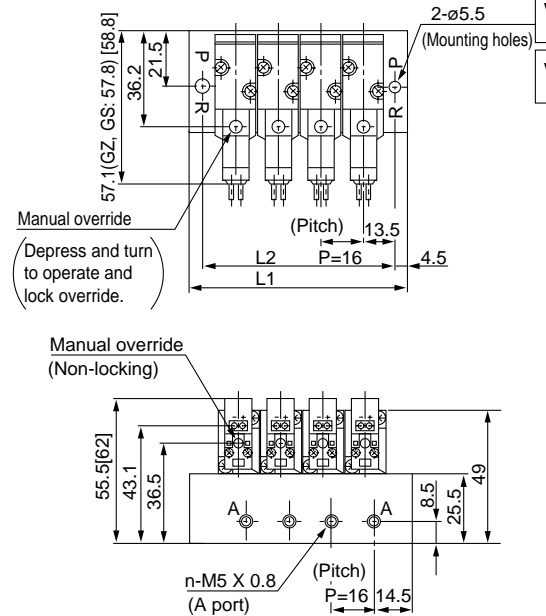 2-ø5.5
(Mounting holes)
57.1(GZ, GS: 57.8) [58.8]
36.2
21.5
P
R
P
R
Manual override
(Depress and turn
to operate and
lock override.)
(Pitch)
13.5
P=16
4.5
L2
L1
Manual override
(Non-locking)
55.5[62]
43.1
36.5
- +
- +
- +
- +
A
A
8.5
25.5
49
n-M5 X 0.8
(A port)
(Pitch)
P=16
14.5